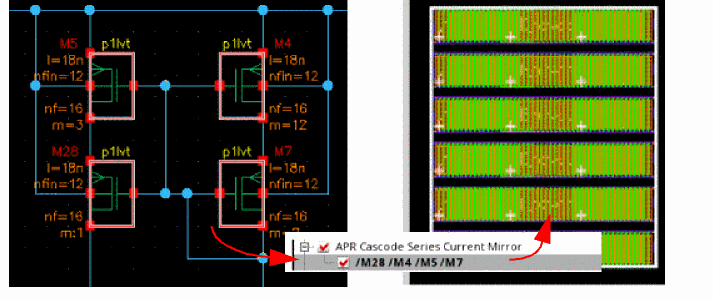 M5 p1lvt
p1lvt M4
l=18n
nfin=12
l=18n
nfin=12
nf=16
m=3
nf=16
m=12
M28 p1lvt
p1lvt M7
l=18n
nfin=12
l=18n
nfin=12
nf=16
m:1
nf=16
APR Cascode Series Current Mirror
/M28 /M4 /M5 /M7